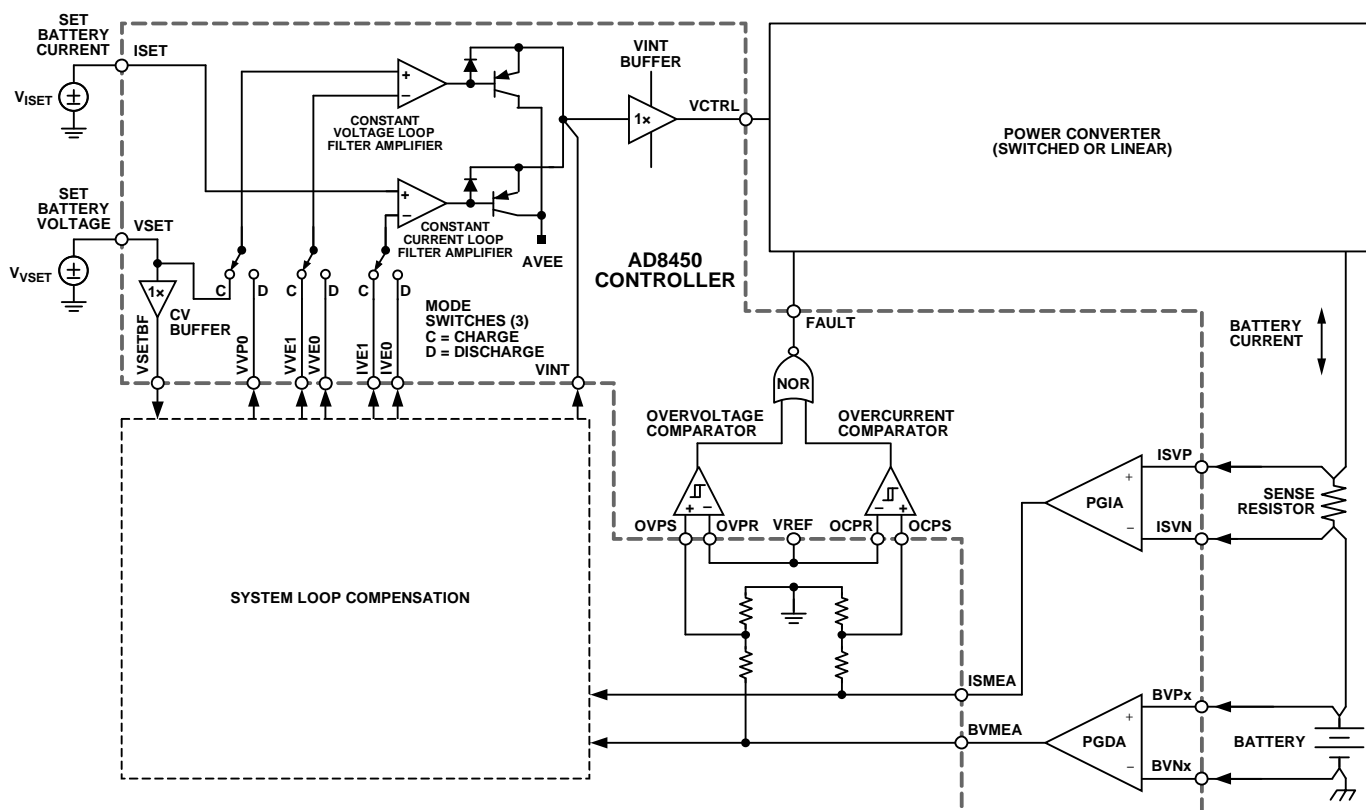 SET
BATTERY
CURRENT
ISET
VISET
±
SET
BATTERY
VOLTAGE
VSET
VVSET
±
1×
CV
BUFFER
VSETBF
C
D
C
D
C
D
VVP0
VVE1
VVE0
IVE1
IVE0
MODE
SWITCHES (3)
C = CHARGE
D = DISCHARGE
VINT
+
−
CONSTANT
VOLTAGE LOOP
FILTER AMPLIFIER
+
−
CONSTANT
CURRENT LOOP
FILTER AMPLIFIER
AVEE
VINT
BUFFER
1×
VCTRL
POWER CONVERTER
(SWITCHED OR LINEAR)
AD8450
CONTROLLER
FAULT
BATTERY
CURRENT
NOR
OVERVOLTAGE
COMPARATOR
OVERCURRENT
COMPARATOR
+
−
−
+
OVPS
OVPR
VREF
OCPR
OCPS
ISVP
+
PGIA
−
ISVN
SENSE
RESISTOR
SYSTEM LOOP COMPENSATION
ISMEA
BVMEA
BVPx
+
PGDA
−
BVNx
BATTERY